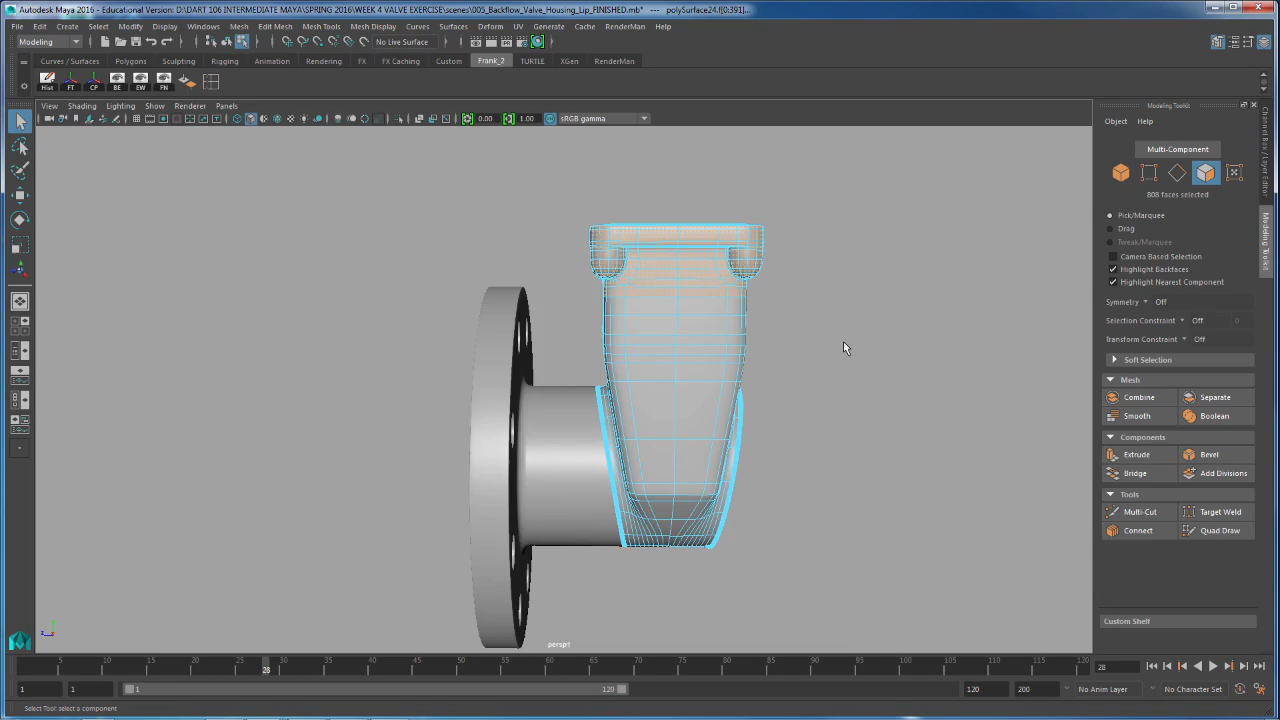 Autodesk Maya 2016 - Educational Version: D:\DART 106 INTERMEDIATE MAYA\SPRING 2016\WEEK 4 VALVE EXERCISE\scenes\005_Backflow_Valve_Housing_Lip_FINISHED.mb* --- polySurface24.f[0:391]...
File Edit Create Select Modify Display Windows Mesh Edit Mesh Mesh Tools Mesh Display Curves Surfaces Deform UV Generate Cache RenderMan Help
Modeling No Live Surface
Curves / Surfaces Polygons Sculpting Rigging Animation Rendering FX FX Caching Custom Frank_2 TURTLE XGen RenderMan
Hist FT CP BE EW FN
View Shading Lighting Show Renderer Panels
0.00 1.00 sRGB gamma
Modeling Toolkit
Object Help
Multi-Component
808 faces selected
Pick/Marquee
Drag
Tweak/Marquee
Camera Based Selection
Highlight Backfaces
Highlight Nearest Component
Symmetry Off
Selection Constraint Off 0
Transform Constraint Off
Soft Selection
Mesh
Combine Separate
Smooth Boolean
Components
Extrude Bevel
Bridge Add Divisions
Tools
Multi-Cut Target Weld
Connect Quad Draw
Custom Shelf
Channel Box / Layer Editor
Modeling Toolkit
persp1
5 10 15 20 25 30 35 40 45 50 55 60 65 70 75 80 85 90 95 100 105 110 115 120
28 28
1 1 1 120 120 200 No Anim Layer No Character Set
Select Tool: select a component